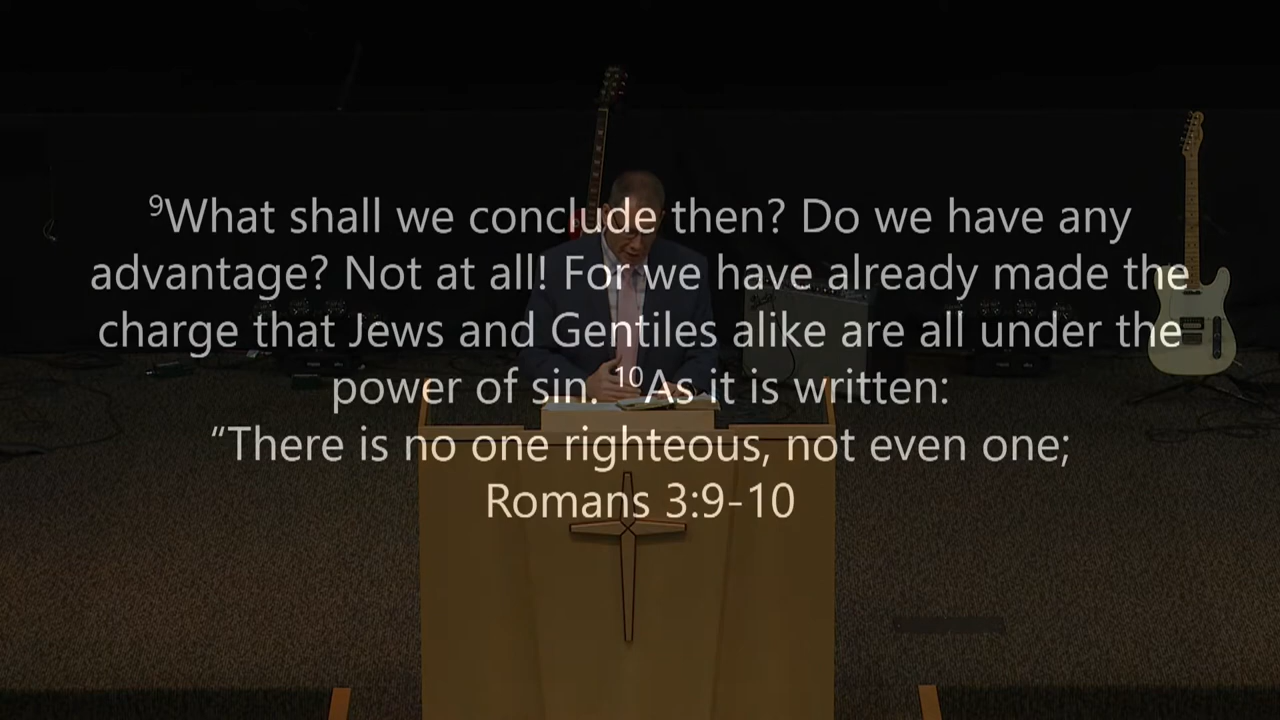 ⁹What shall we conclude then? Do we have any
advantage? Not at all! For we have already made the
charge that Jews and Gentiles alike are all under the
power of sin. ¹⁰As it is written:
“There is no one righteous, not even one;
Romans 3:9-10